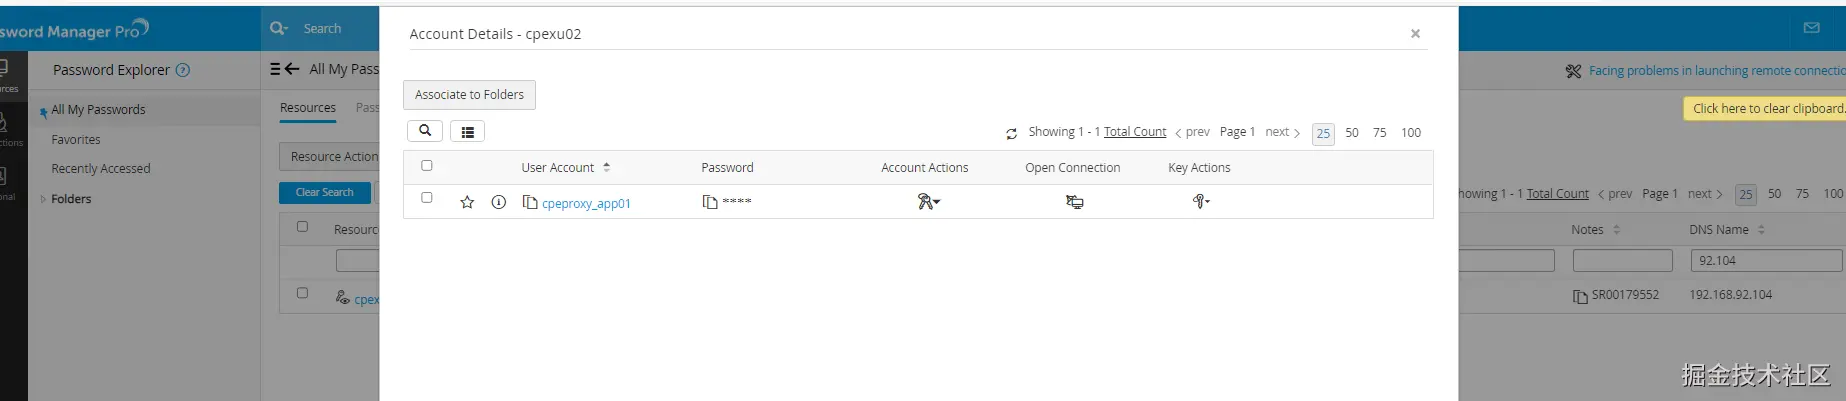 sword Manager Pro
Search
Account Details - cpexu02
Password Explorer
All My Pass
Facing problems in launching remote connectio
All My Passwords
Resources
Pass
Associate to Folders
Click here to clear clipboard.
Favorites
Showing 1 - 1 Total Count prev Page 1 next 25 50 75 100
Resource Action
User Account Password Account Actions Open Connection Key Actions
Recently Accessed
Clear Search
howing 1 - 1 Total Count prev Page 1 next 25 50 75 100
Folders
cpeproxy_app01 **** 
Resourc
Notes DNS Name
92.104
cpex
SR00179552 192.168.92.104
掘金技术社区